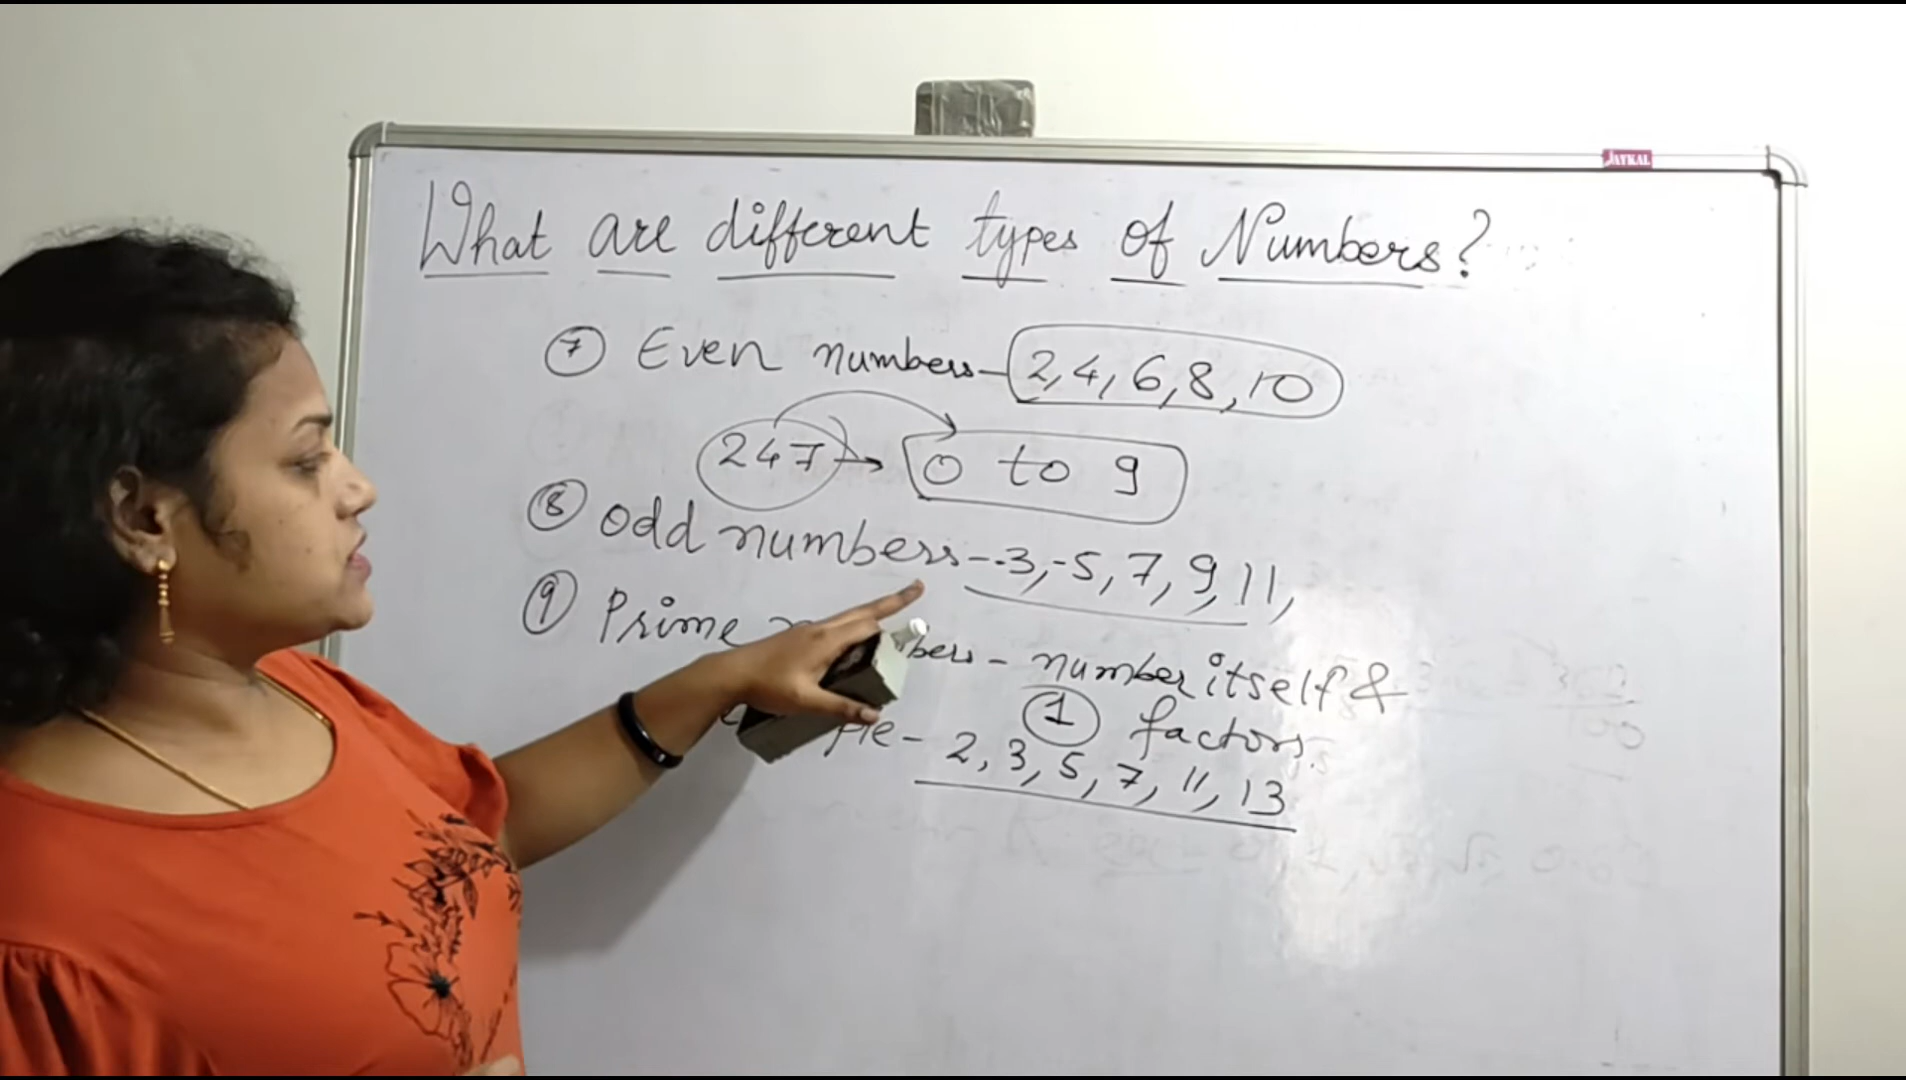 JAYKAL
What are different types of Numbers?
⑦ Even numbers - 2, 4, 6, 8, 10
247 → 0 to 9
⑧ Odd numbers - -3, -5, 7, 9, 11,
⑨ Prime numbers - number itself &
① factors.
ple - 2, 3, 5, 7, 11, 13